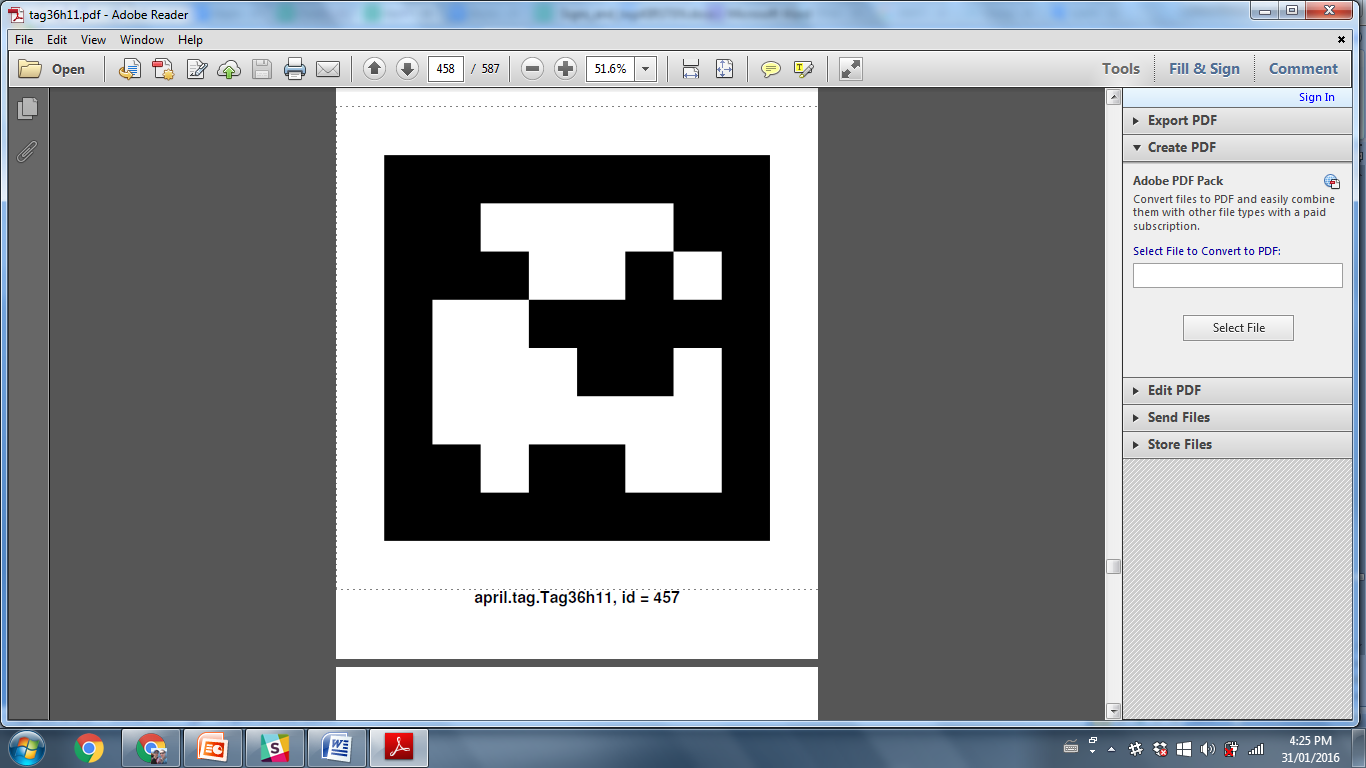 tag36h11.pdf - Adobe Reader
File Edit View Window Help
Open 458 / 587 51.6% Tools Fill & Sign Comment
Sign In
Export PDF
Create PDF
Adobe PDF Pack
Convert files to PDF and easily combine
them with other file types with a paid
subscription.
Select File to Convert to PDF:
Select File
Edit PDF
Send Files
Store Files
april.tag.Tag36h11, id = 457
4:25 PM
31/01/2016